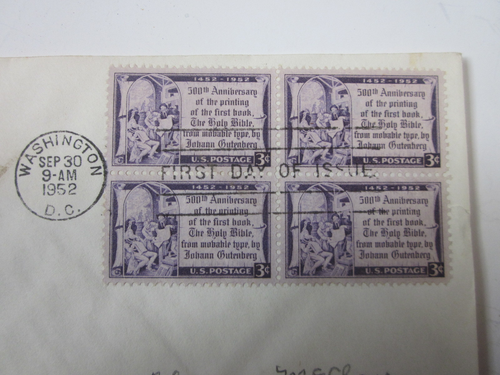 1452-1952
500th Anniversary
of the printing
of the first book,
The Holy Bible,
from movable type, by
Johann Gutenberg
U.S. POSTAGE 3¢
1452-1952
500th Anniversary
of the printing
of the first book,
The Holy Bible,
from movable type, by
Johann Gutenberg
U.S. POSTAGE 3¢
WASHINGTON
SEP 30
9-AM
1952
D.C.
FIRST DAY OF ISSUE
1452-1952
500th Anniversary
of the printing
of the first book,
The Holy Bible,
from movable type, by
Johann Gutenberg
U.S. POSTAGE 3¢
1452-1952
500th Anniversary
of the printing
of the first book,
The Holy Bible,
from movable type, by
Johann Gutenberg
U.S. POSTAGE 3¢